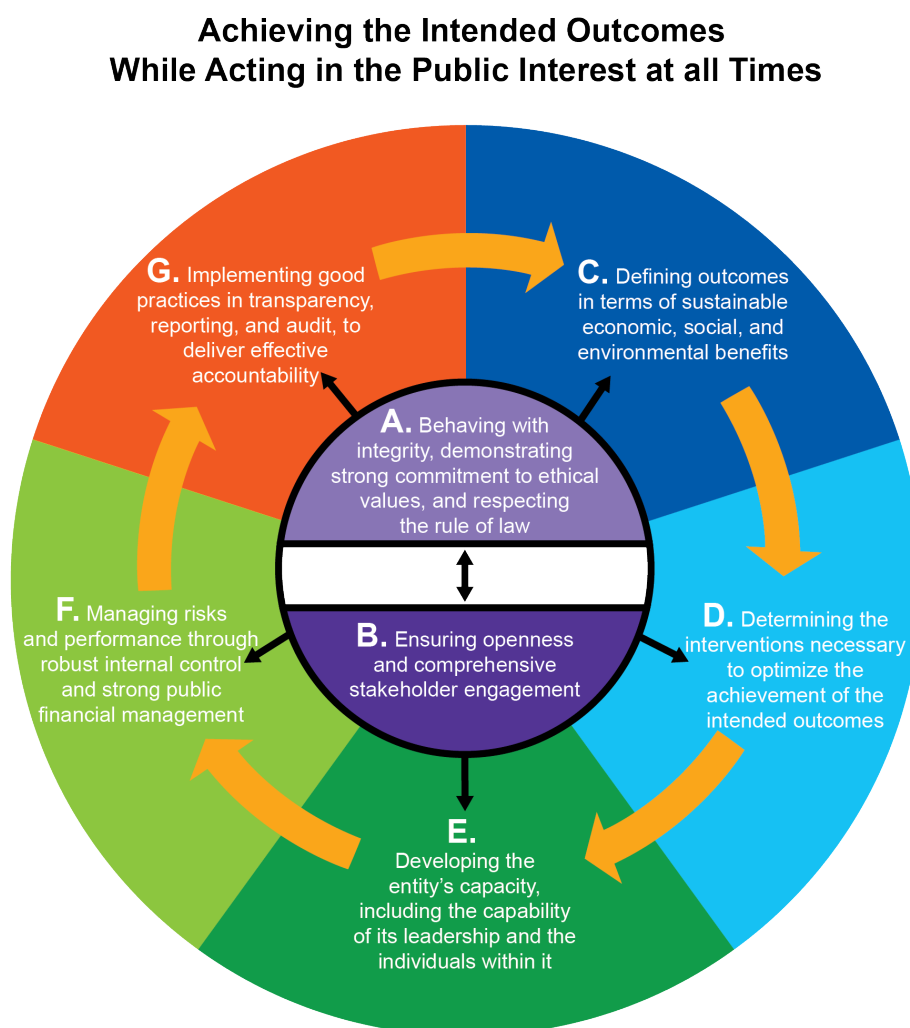 Achieving the Intended Outcomes
While Acting in the Public Interest at all Times
G. Implementing good
practices in transparency,
reporting, and audit, to
deliver effective
accountability
C. Defining outcomes
in terms of sustainable
economic, social, and
environmental benefits
A. Behaving with
integrity, demonstrating
strong commitment to ethical
values, and respecting
the rule of law
B. Ensuring openness
and comprehensive
stakeholder engagement
F. Managing risks
and performance through
robust internal control
and strong public
financial management
D. Determining the
interventions necessary
to optimize the
achievement of the
intended outcomes
E.
Developing the
entity's capacity,
including the capability
of its leadership and the
individuals within it